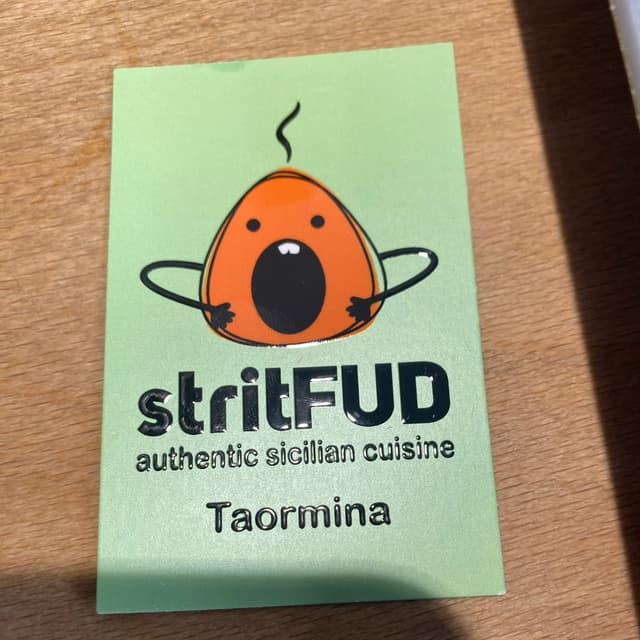 stritFUD
authentic sicilian cuisine
Taormina